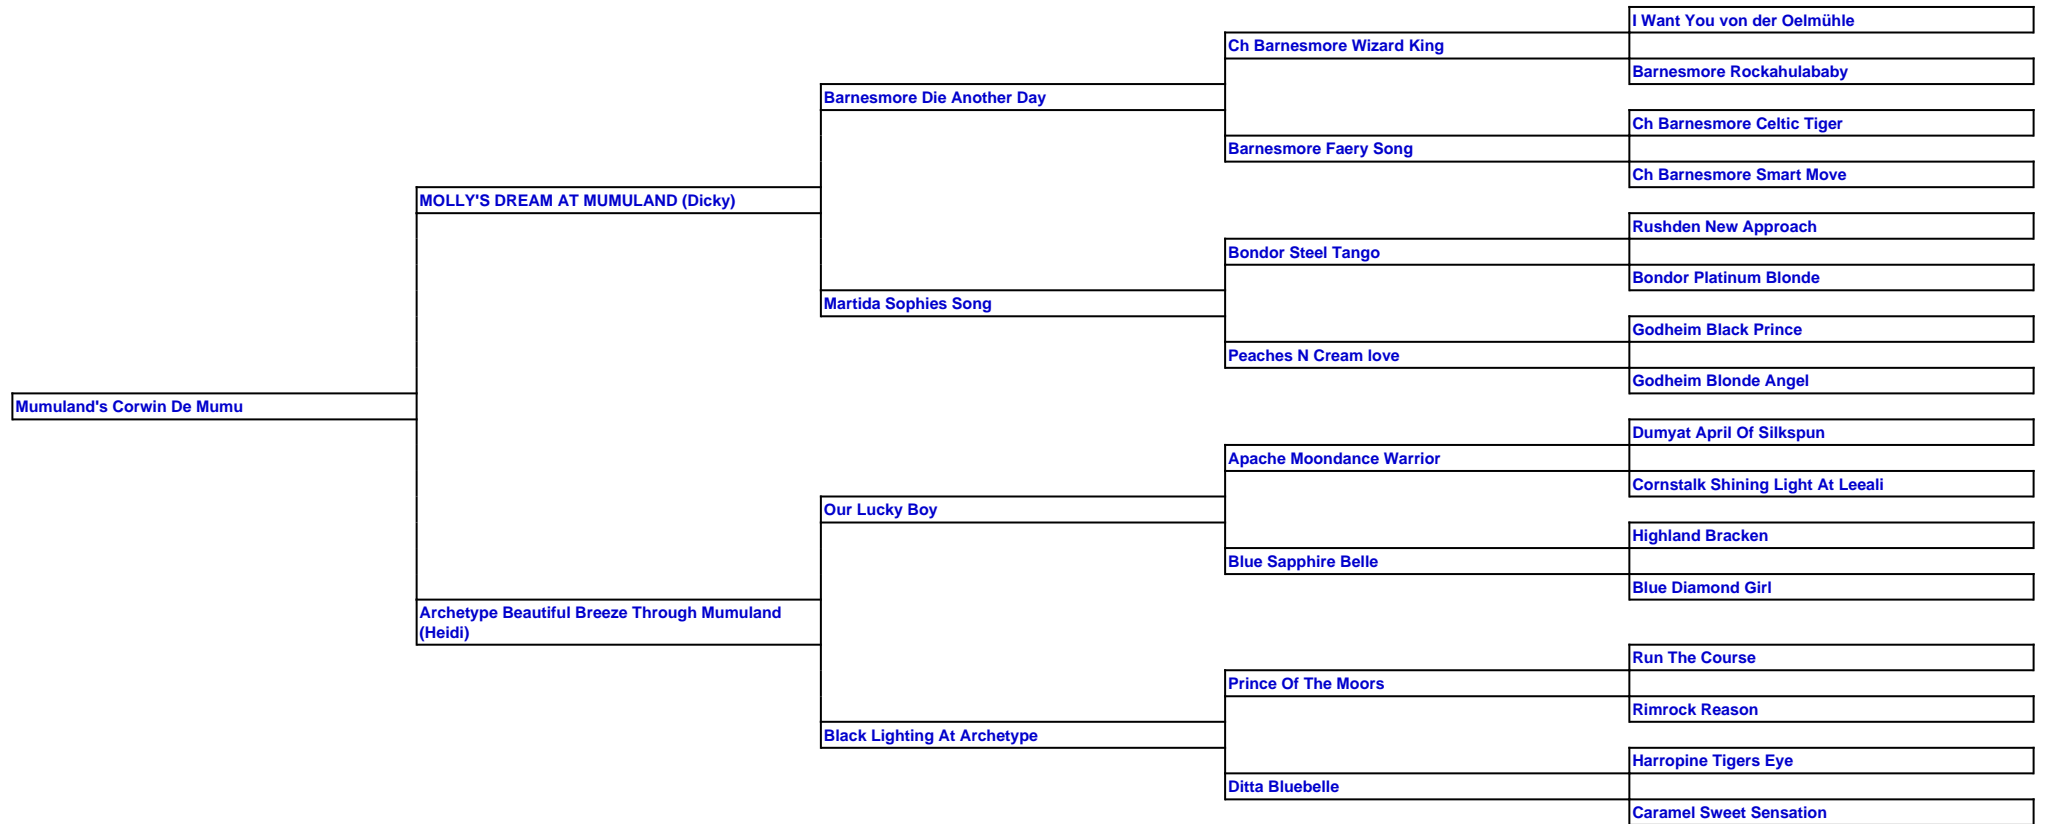 I Want You von der Oelmühle
Ch Barnesmore Wizard King
Barnesmore Rockahulababy
Barnesmore Die Another Day
Ch Barnesmore Celtic Tiger
Barnesmore Faery Song
Ch Barnesmore Smart Move
MOLLY'S DREAM AT MUMULAND (Dicky)
Rushden New Approach
Bondor Steel Tango
Bondor Platinum Blonde
Martida Sophies Song
Godheim Black Prince
Peaches N Cream love
Godheim Blonde Angel
Mumuland's Corwin De Mumu
Dumyat April Of Silkspun
Apache Moondance Warrior
Cornstalk Shining Light At Leeali
Our Lucky Boy
Highland Bracken
Blue Sapphire Belle
Blue Diamond Girl
Archetype Beautiful Breeze Through Mumuland
(Heidi)
Run The Course
Prince Of The Moors
Rimrock Reason
Black Lighting At Archetype
Harropine Tigers Eye
Ditta Bluebelle
Caramel Sweet Sensation